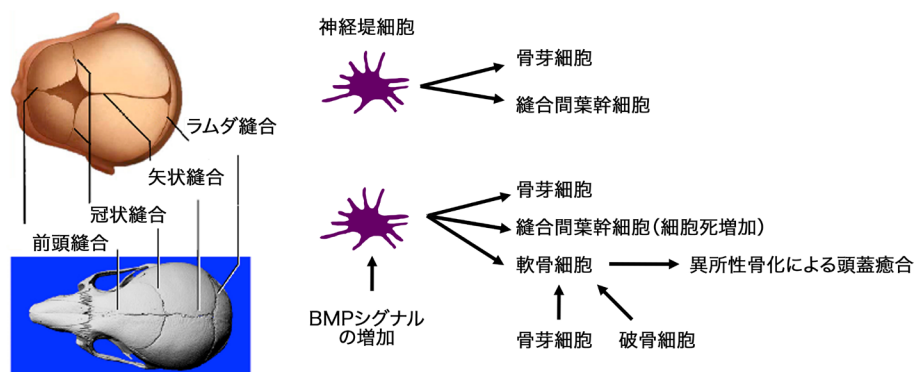 神経堤細胞
骨芽細胞
縫合間葉幹細胞
ラムダ縫合
矢状縫合
冠状縫合
前頭縫合
骨芽細胞
縫合間葉幹細胞(細胞死増加)
軟骨細胞
異所性骨化による頭蓋癒合
BMPシグナル
の増加
骨芽細胞
破骨細胞